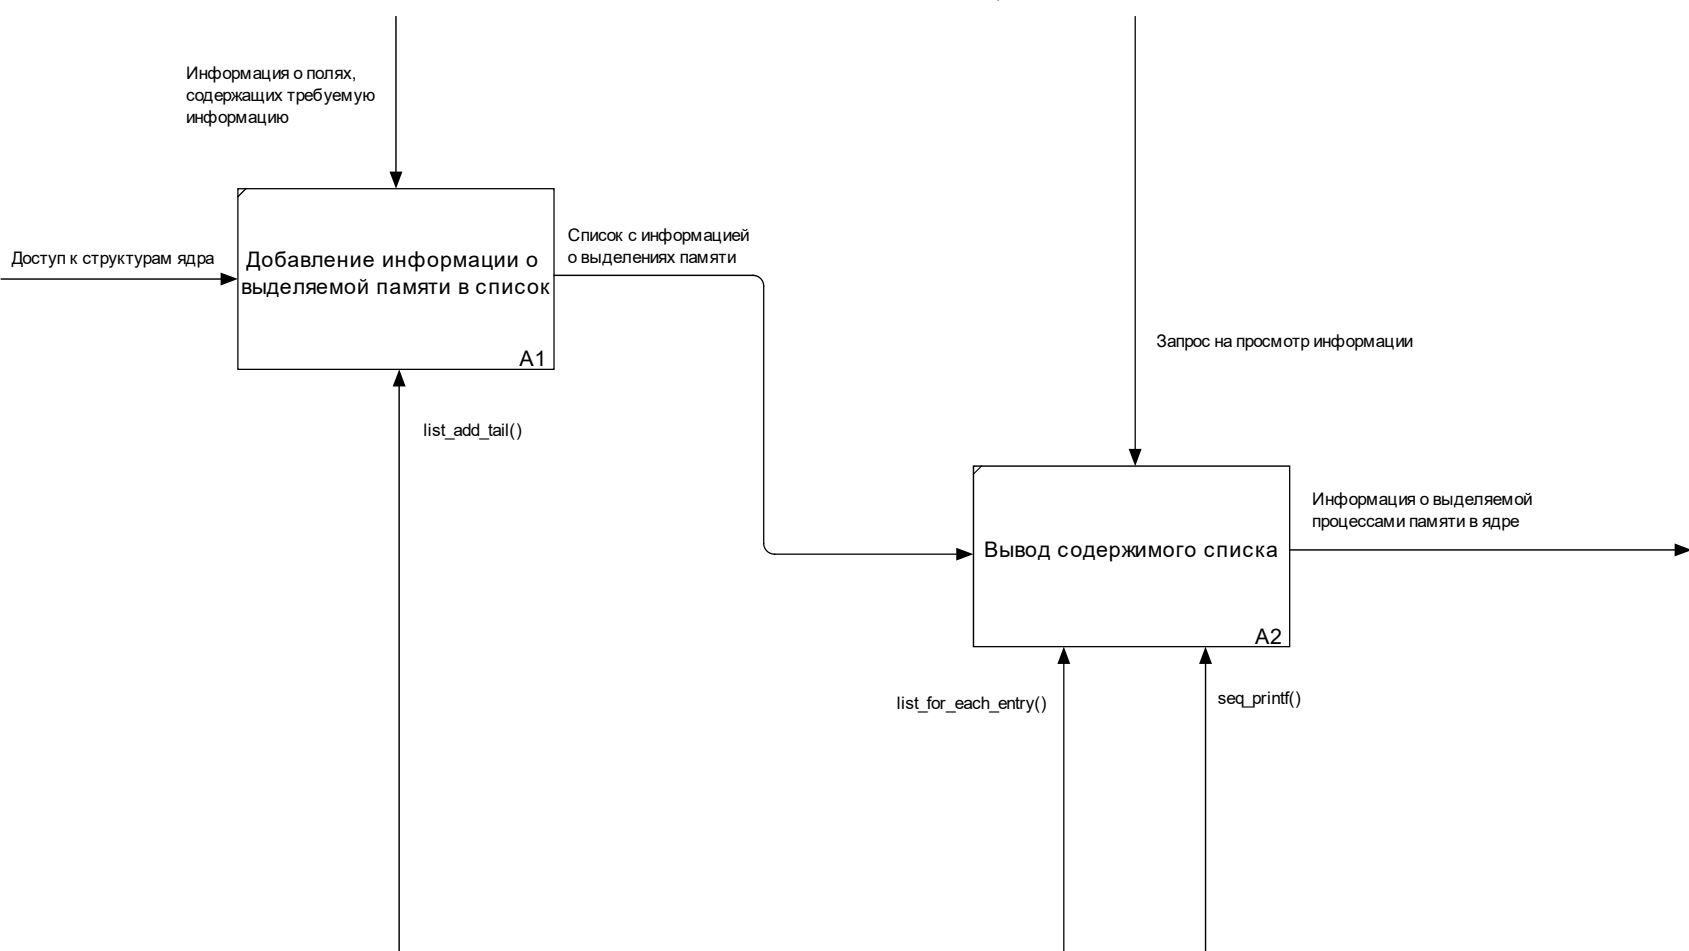 Информация о полях,
содержащих требуемую
информацию
Доступ к структурам ядра
Добавление информации о
выделяемой памяти в список
A1
Список с информацией
о выделениях памяти
list_add_tail()
Запрос на просмотр информации
Вывод содержимого списка
A2
Информация о выделяемой
процессами памяти в ядре
list_for_each_entry()
seq_printf()